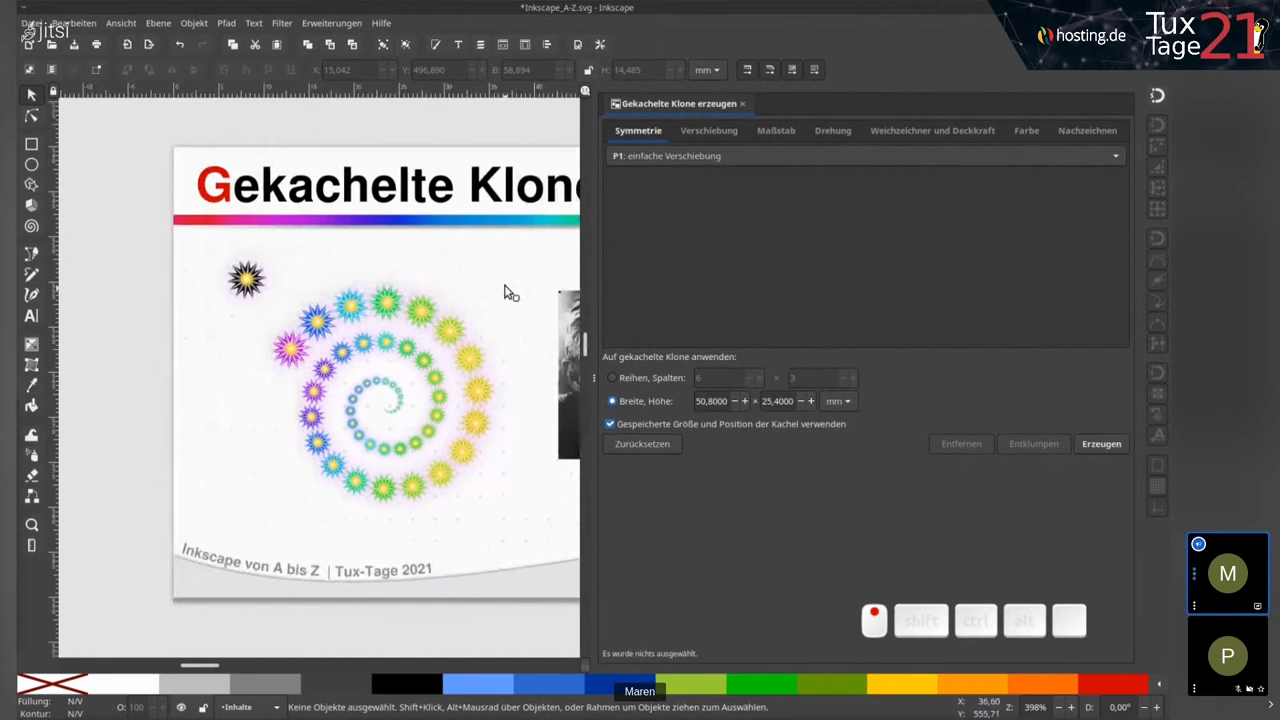 *Inkscape_A-Z.svg - Inkscape
Datei Bearbeiten Ansicht Ebene Objekt Pfad Text Filter Erweiterungen Hilfe
Jitsi
hosting.de
Tux
Tage 21
X: 15,042 Y: 496,890 B: 58,894 H: 14,485 mm
Gekachelte Klone erzeugen
Symmetrie Verschiebung Maßstab Drehung Weichzeichner und Deckkraft Farbe Nachzeichnen
P1: einfache Verschiebung
Gekachelte Klone
Auf gekachelte Klone anwenden:
Reihen, Spalten: 6 × 3
Breite, Höhe: 50,8000 × 25,4000 mm
Gespeicherte Größe und Position der Kachel verwenden
Zurücksetzen Entfernen Entklumpen Erzeugen
Inkscape von A bis Z | Tux-Tage 2021
shift ctrl alt
M
P
Es wurde nichts ausgewählt.
Maren
Füllung: N/V
Kontur: N/V
O: 100
Inhalte
Keine Objekte ausgewählt. Shift+Klick, Alt+Mausrad über Objekten, oder Rahmen um Objekte ziehen zum Auswählen.
X: 36,60
Y: 555,71
Z: 398%
D: 0,00°